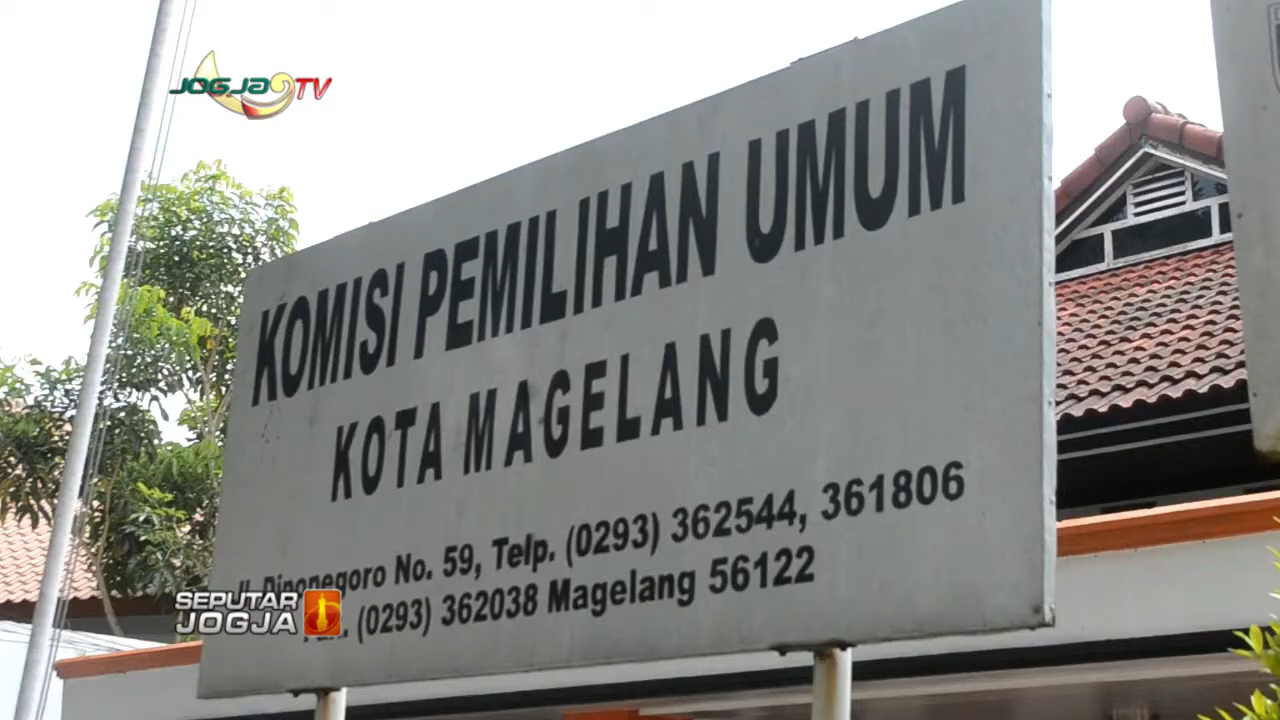 JOGJA TV
KOMISI PEMILIHAN UMUM
KOTA MAGELANG
Jl. Diponegoro No. 59, Telp. (0293) 362544, 361806
(0293) 362038 Magelang 56122
SEPUTAR
JOGJA